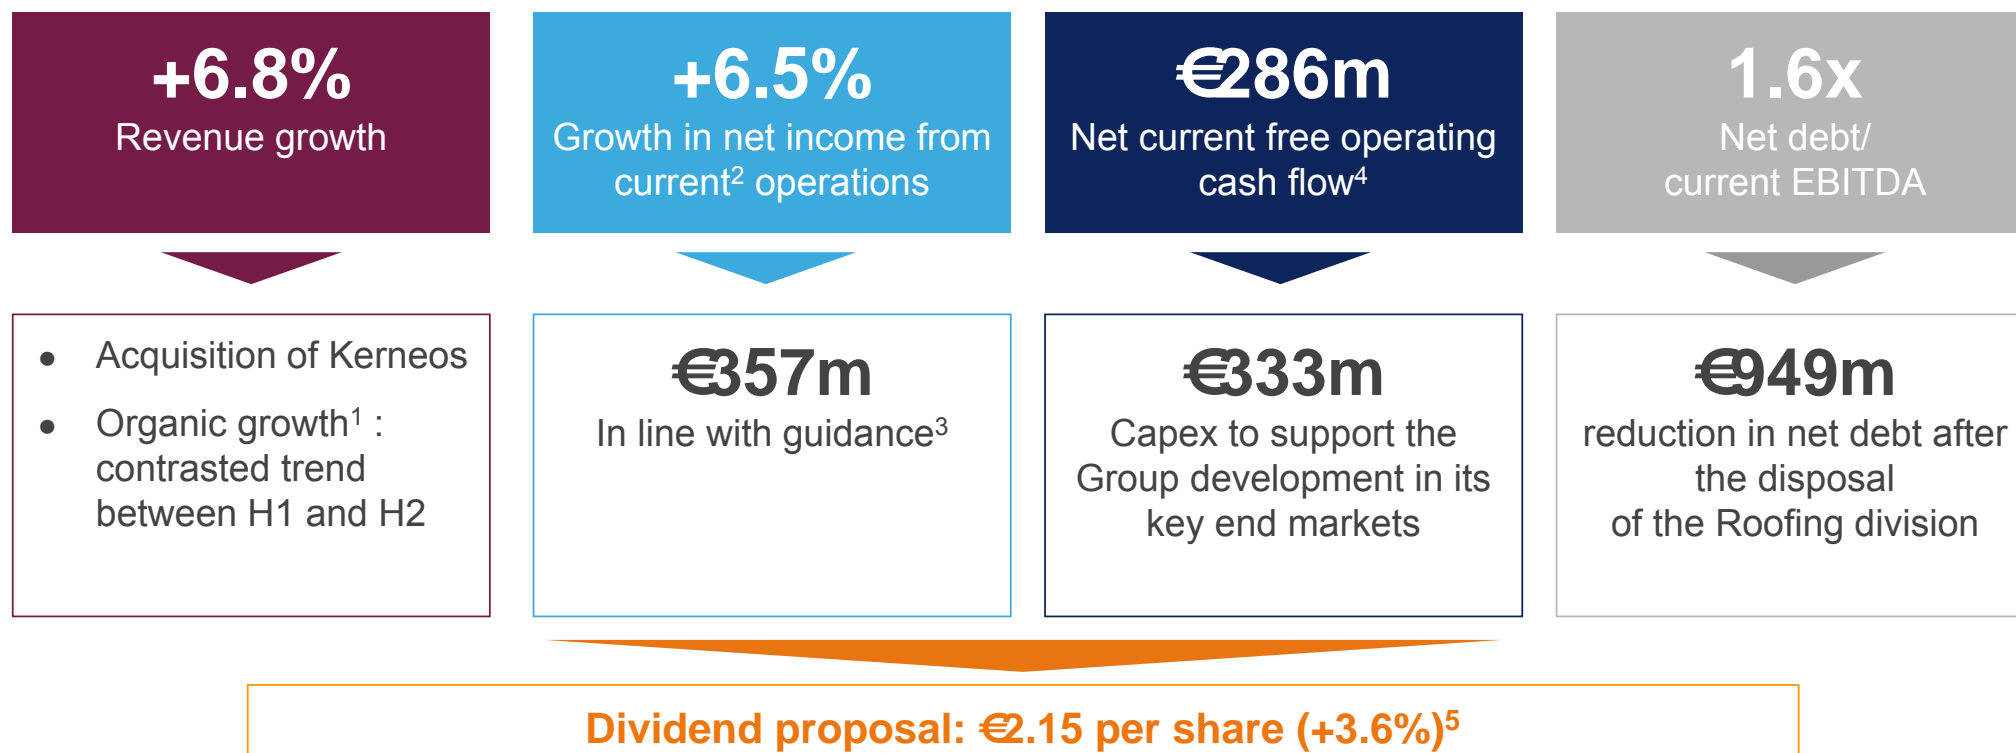 +6.8%
Revenue growth
+6.5%
Growth in net income from
current² operations
€286m
Net current free operating
cash flow⁴
1.6x
Net debt/
current EBITDA
● Acquisition of Kerneos
● Organic growth¹ :
contrasted trend
between H1 and H2
€357m
In line with guidance³
€333m
Capex to support the
Group development in its
key end markets
€949m
reduction in net debt after
the disposal
of the Roofing division
Dividend proposal: €2.15 per share (+3.6%)⁵